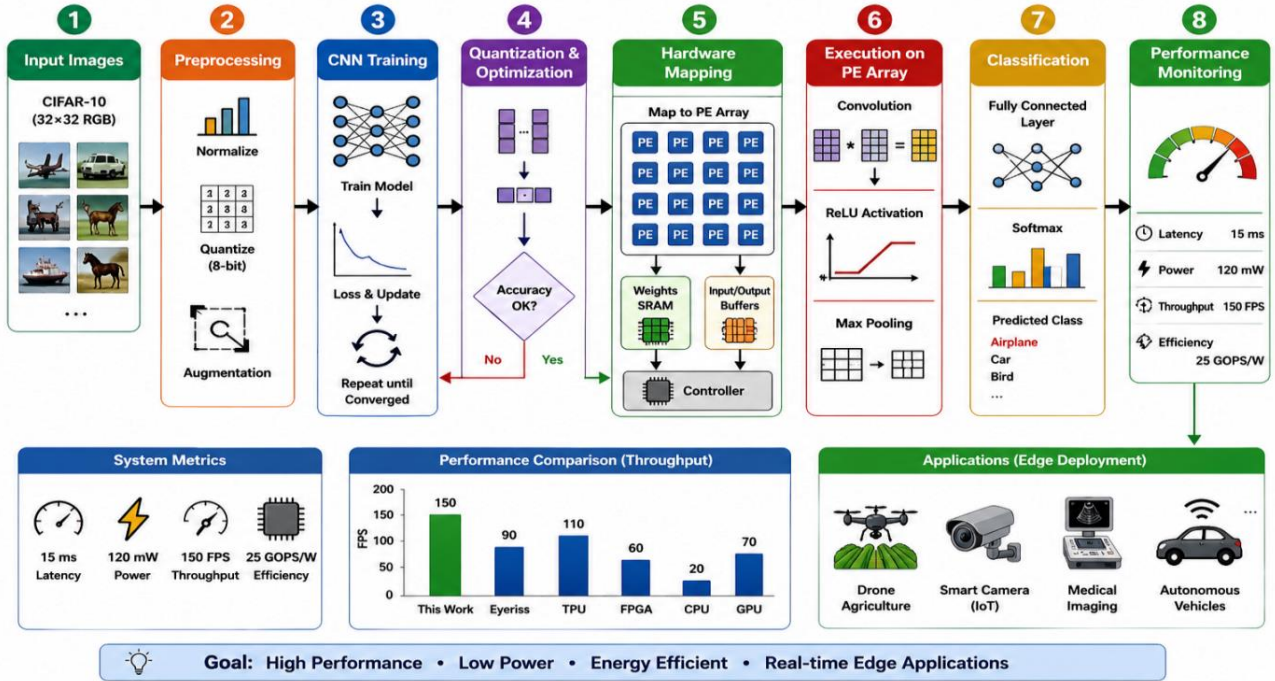 1
Input Images
CIFAR-10
(32×32 RGB)
...
2
Preprocessing
Normalize
Quantize
(8-bit)
Augmentation
3
CNN Training
Train Model
Loss & Update
Repeat until
Converged
4
Quantization &
Optimization
...
Accuracy
OK?
No
Yes
5
Hardware
Mapping
Map to PE Array
PE PE PE PE
PE PE PE PE
PE PE PE PE
PE PE PE PE
Weights
SRAM
Input/Output
Buffers
Controller
6
Execution on
PE Array
Convolution
* =
ReLU Activation
Max Pooling
7
Classification
Fully Connected
Layer
Softmax
Predicted Class
Airplane
Car
Bird
...
8
Performance
Monitoring
Latency 15 ms
Power 120 mW
Throughput 150 FPS
Efficiency
25 GOPS/W
System Metrics
15 ms
Latency
120 mW
Power
150 FPS
Throughput
25 GOPS/W
Efficiency
Performance Comparison (Throughput)
FPS
200
150
100
50
0
150
90
110
60
20
70
This Work Eyeriss TPU FPGA CPU GPU
Applications (Edge Deployment)
Drone
Agriculture
Smart Camera
(IoT)
Medical
Imaging
Autonomous
Vehicles
...
Goal: High Performance • Low Power • Energy Efficient • Real-time Edge Applications